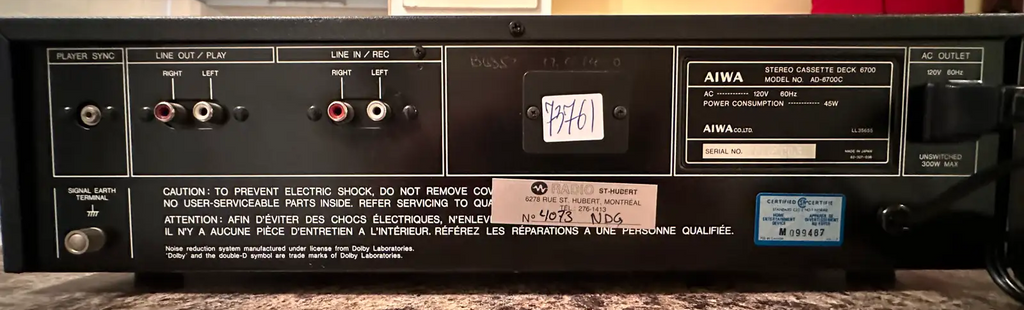 PLAYER SYNC
LINE OUT / PLAY
RIGHT
LEFT
LINE IN / REC
RIGHT
LEFT
73761
AIWA
STEREO CASSETTE DECK 6700
MODEL NO. AD-6700C
AC 120V 60Hz
POWER CONSUMPTION 45W
AIWA CO.LTD.
SERIAL NO.
MADE IN JAPAN
AC OUTLET
120V 60Hz
UNSWITCHED
300W MAX
SIGNAL EARTH
TERMINAL
CAUTION: TO PREVENT ELECTRIC SHOCK, DO NOT REMOVE COV
NO USER-SERVICEABLE PARTS INSIDE. REFER SERVICING TO QUA
ATTENTION: AFIN D'ÉVITER DES CHOCS ÉLECTRIQUES, N'ENLEV
IL N'Y A AUCUNE PIÈCE D'ENTRETIEN A L'INTÉRIEUR. RÉFÉREZ LES RÉPARATIONS A UNE PERSONNE QUALIFIÉE.
Noise reduction system manufactured under license from Dolby Laboratories.
'Dolby' and the double-D symbol are trade marks of Dolby Laboratories.
RADIO ST-HUBERT
6278 RUE ST. HUBERT, MONTRÉAL
TÉL.: 276-1413
No 4073 NDG
CERTIFIED CERTIFIE
M 099487